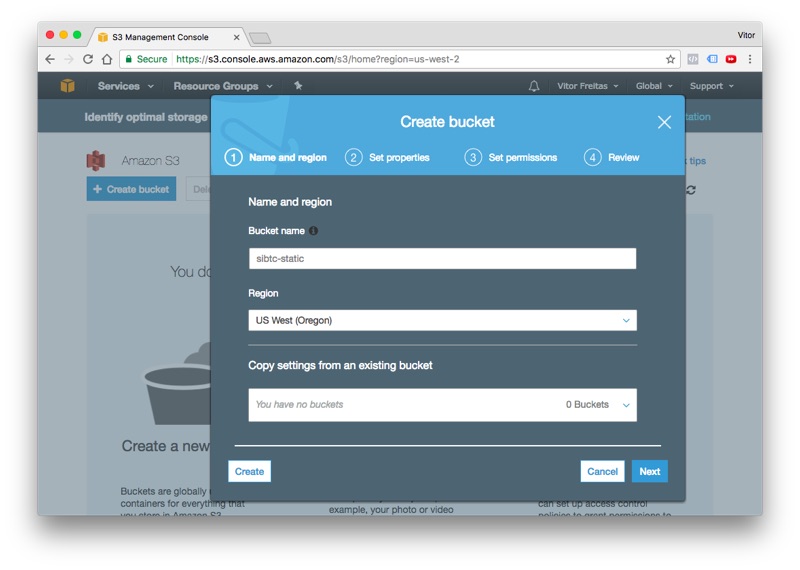 S3 Management Console
Vitor
Secure https://s3.console.aws.amazon.com/s3/home?region=us-west-2
Services Resource Groups Vitor Freitas Global Support
Identify optimal storage
Create bucket
1 Name and region 2 Set properties 3 Set permissions 4 Review
Amazon S3
tips
Create bucket
Name and region
Bucket name
sibtc-static
Region
US West (Oregon)
You do
Copy settings from an existing bucket
You have no buckets 0 Buckets
Create a new
Create Cancel Next
Buckets are globally
containers for everything that
you store in Amazon S3.
example, your photo or video
can set up access control
policies to grant permissions to